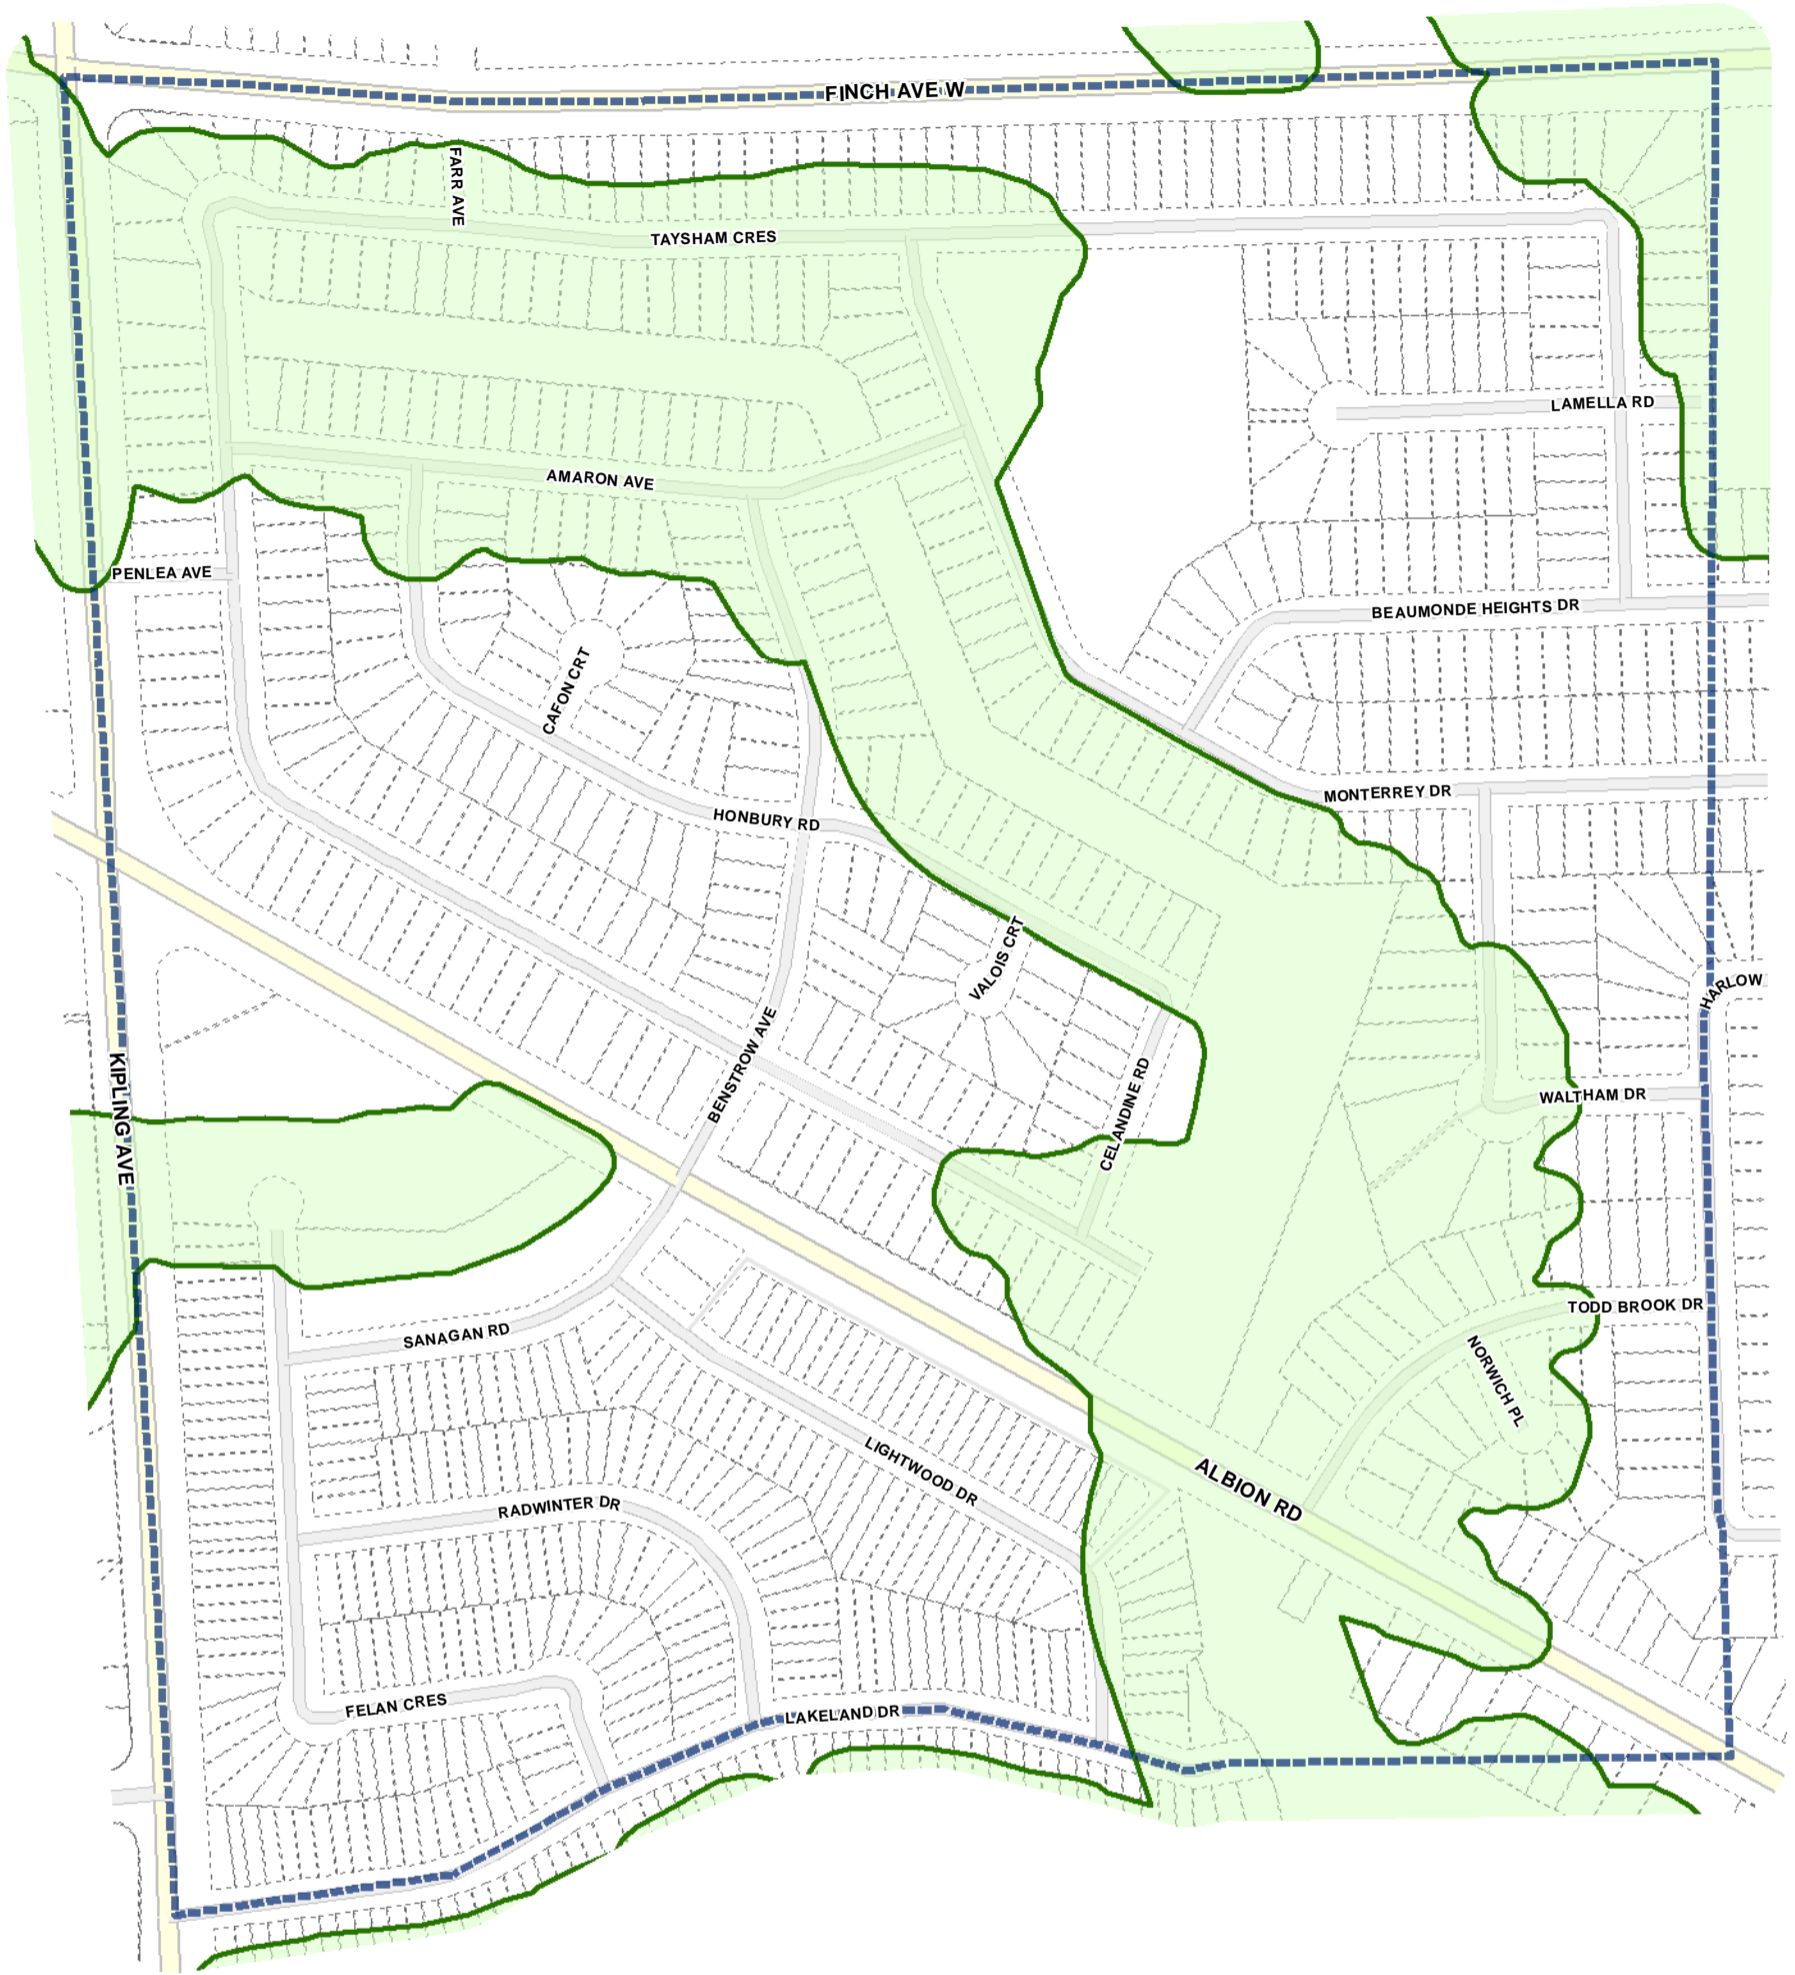 FINCH AVE W
FARR AVE
TAYSHAM CRES
LAMELLA RD
AMARON AVE
PENLEA AVE
BEAUMONDE HEIGHTS DR
CAFON CRT
MONTERREY DR
HONBURY RD
VALOIS CRT
HARLOW
BENSTROW AVE
KIPLING AVE
CELANDINE RD
WALTHAM DR
TODD BROOK DR
SANAGAN RD
NORWICH PL
LIGHTWOOD DR
ALBION RD
RADWINTER DR
FELAN CRES
LAKELAND DR